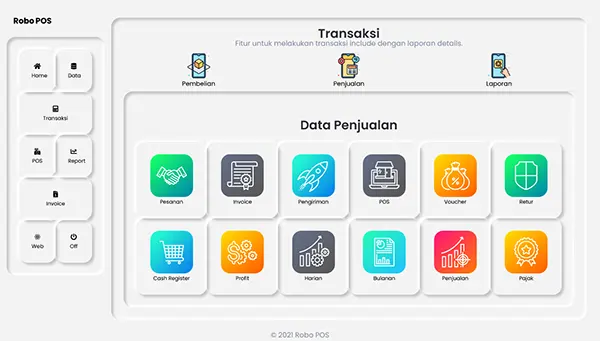 Robo POS
Home
Data
Transaksi
POS
Report
Invoice
Web
Off
Transaksi
Fitur untuk melakukan transaksi include dengan laporan details.
Pembelian
Penjualan
Laporan
Data Penjualan
Pesanan
Invoice
Pengiriman
POS
Voucher
Retur
Cash Register
Profit
Harian
Bulanan
Penjualan
Pajak
© 2021 Robo POS